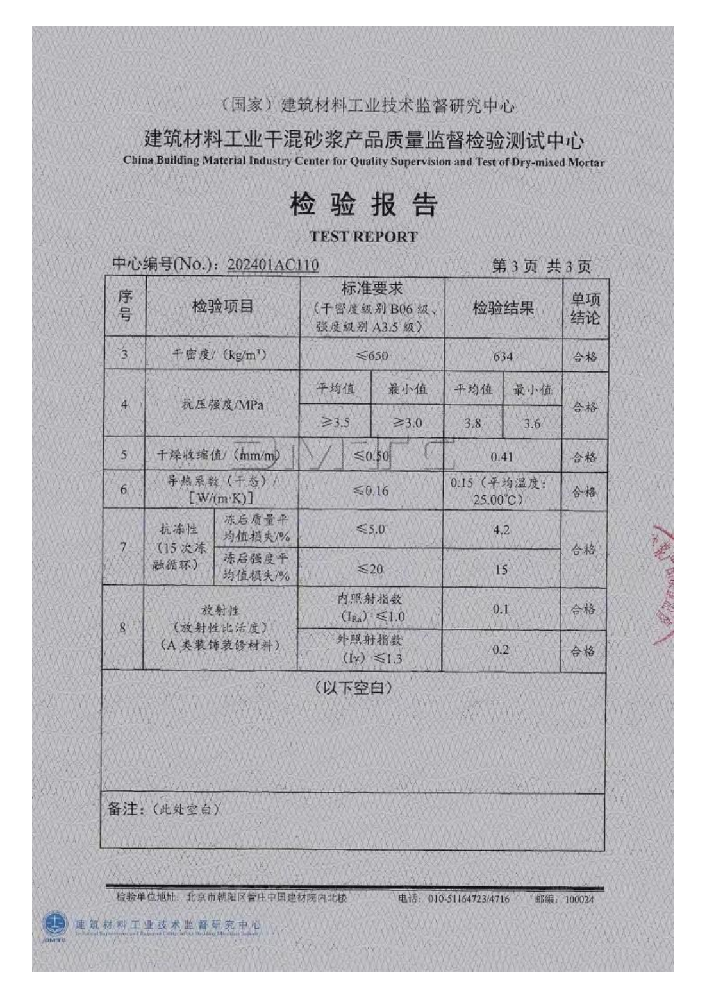 （国家）建筑材料工业技术监督研究中心
建筑材料工业干混砂浆产品质量监督检验测试中心
China Building Material Industry Center for Quality Supervision and Test of Dry-mixed Mortar
检 验 报 告
TEST REPORT
中心编号(No.)：202401AC110 第 3 页 共 3 页
序号 检验项目 标准要求（干密度级别 B06 级、强度级别 A3.5 级） 检验结果 单项结论
3 干密度/（kg/m³） ≤650 634 合格
4 抗压强度/MPa 平均值 最小值 平均值 最小值 合格
≥3.5 ≥3.0 3.8 3.6
5 干燥收缩值/（mm/m） ≤0.50 0.41 合格
6 导热系数（干态）/［W/(m·K)］ ≤0.16 0.15（平均温度：25.00℃） 合格
7 抗冻性（15 次冻融循环） 冻后质量平均值损失/% ≤5.0 4.2 合格
冻后强度平均值损失/% ≤20 15
8 放射性（放射性比活度）（A 类装饰装修材料） 内照射指数（IRa）≤1.0 0.1 合格
外照射指数（Iγ）≤1.3 0.2 合格
（以下空白）
备注：（此处空白）
检验单位地址：北京市朝阳区管庄中国建材院内北楼 电话：010-51164723/4716 邮编：100024
建筑材料工业技术监督研究中心
DMTC